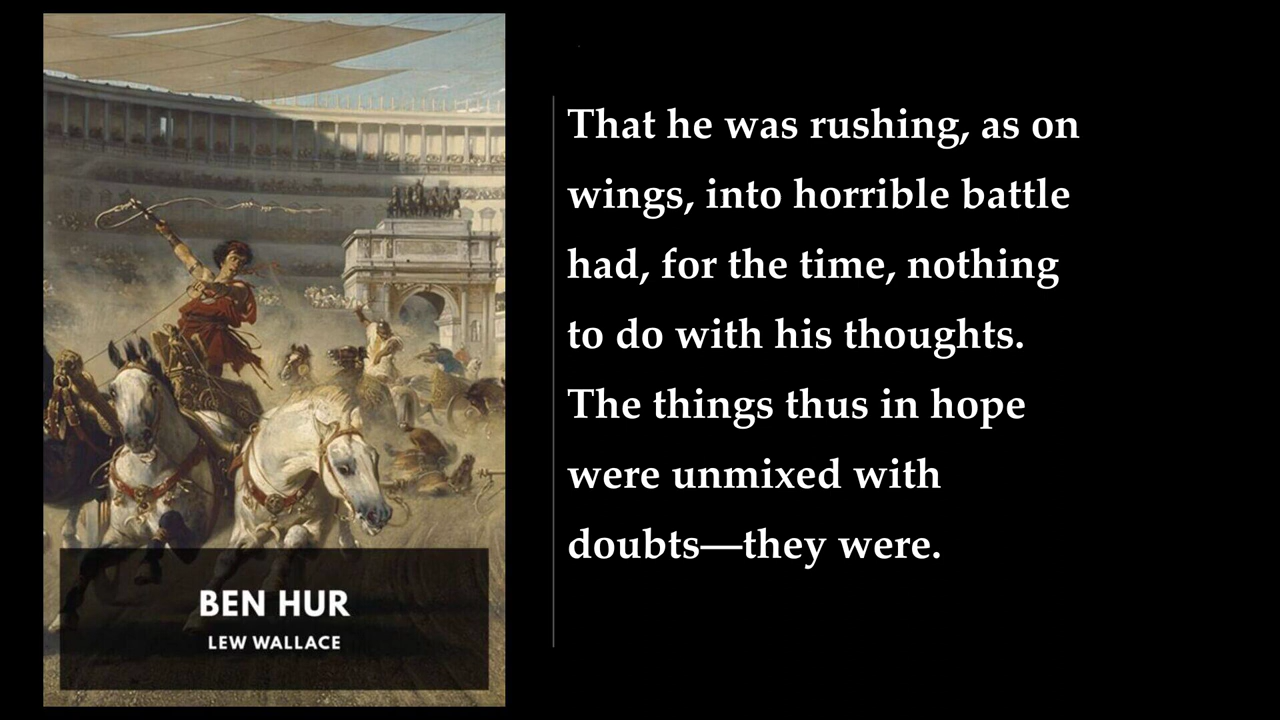 BEN HUR
LEW WALLACE
That he was rushing, as on
wings, into horrible battle
had, for the time, nothing
to do with his thoughts.
The things thus in hope
were unmixed with
doubts—they were.